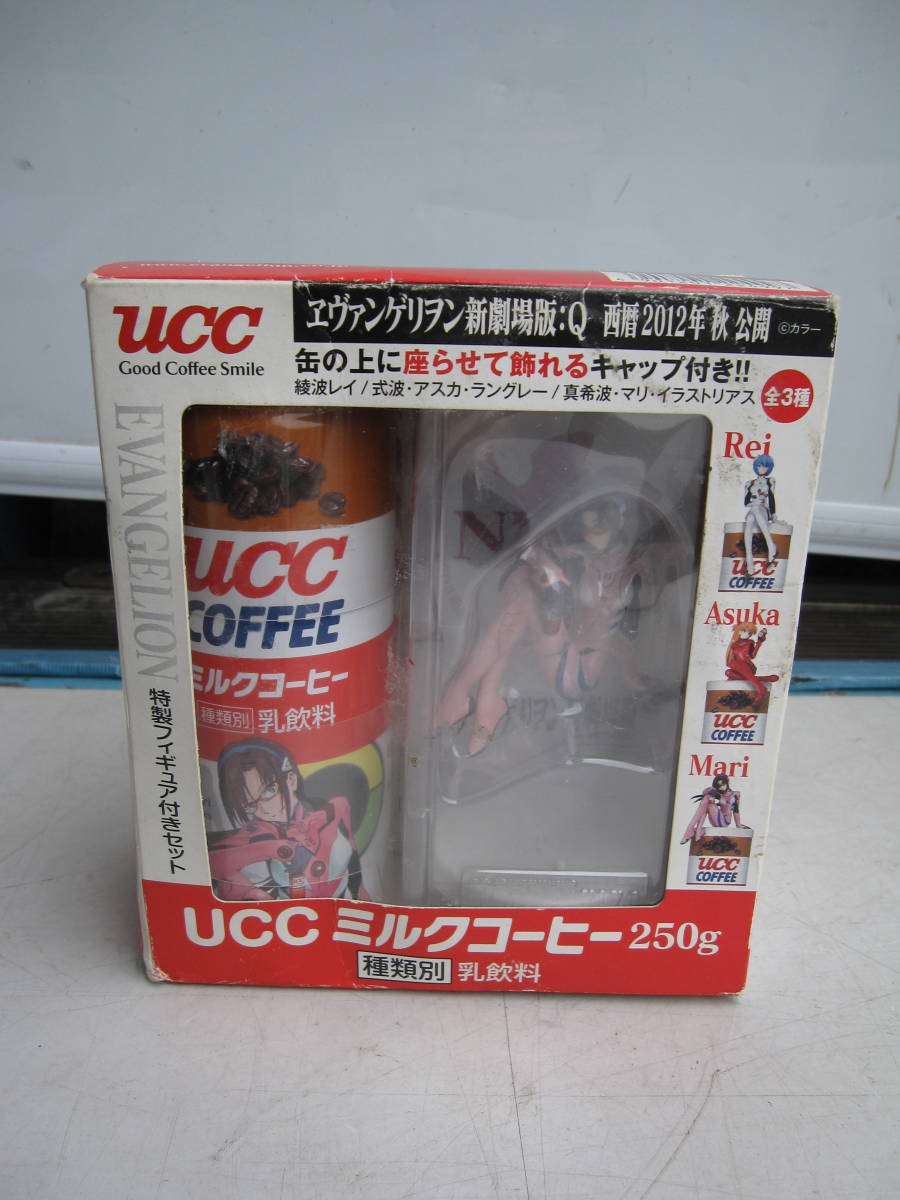 ucc
Good Coffee Smile
ヱヴァンゲリヲン新劇場版:Q 西暦2012年 秋 公開
©カラー
缶の上に座らせて飾れるキャップ付き!!
綾波レイ/式波・アスカ・ラングレー/真希波・マリ・イラストリアス
全3種
EVANGELION
特製フィギュア付きセット
ucc
COFFEE
ミルクコーヒー
種類別 乳飲料
Rei
ucc
COFFEE
Asuka
ucc
COFFEE
Mari
ucc
COFFEE
UCC ミルクコーヒー 250g
種類別 乳飲料